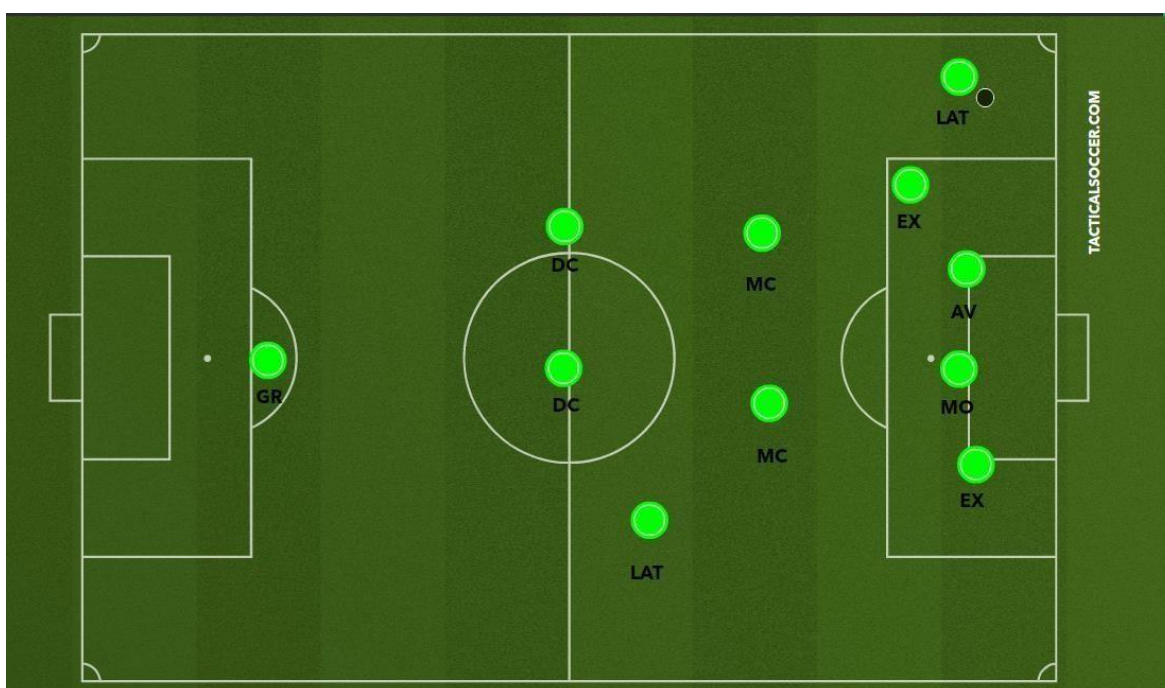 LAT
TACTICALSOCCER.COM
EX
DC
MC
AV
GR
DC
MO
MC
EX
LAT